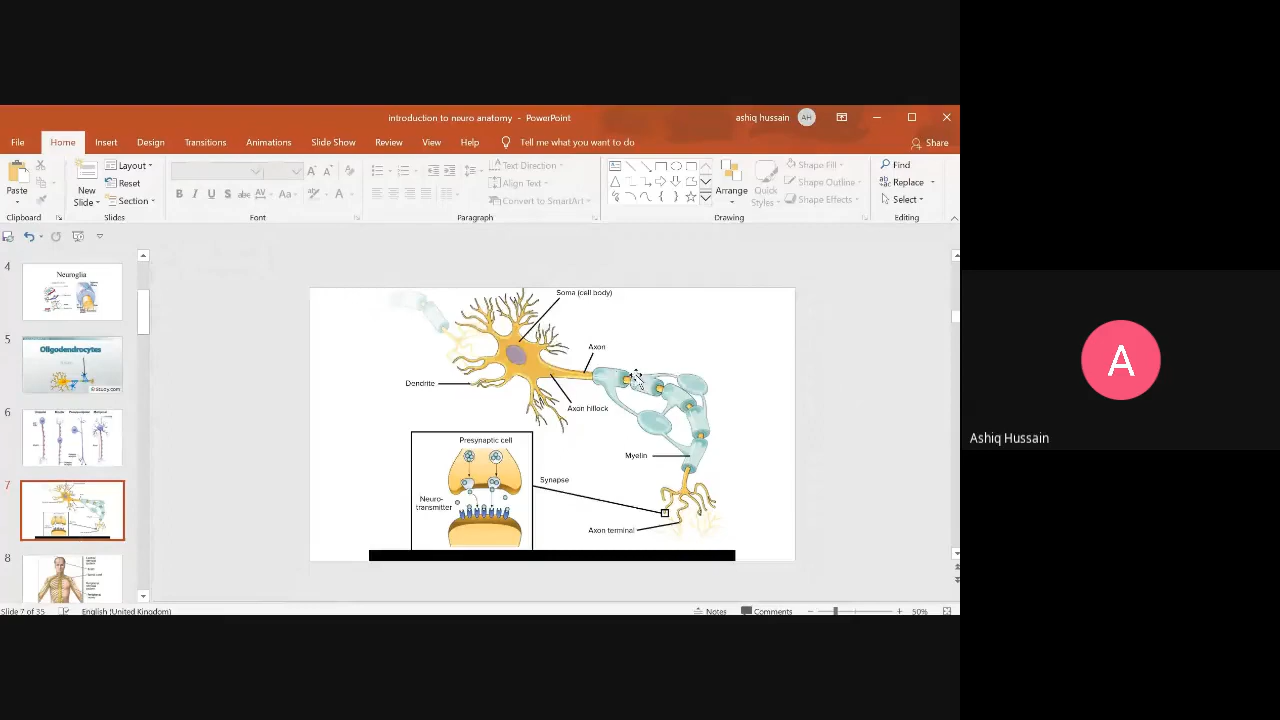 introduction to neuro anatomy - PowerPoint
ashiq hussain AH
File Home Insert Design Transitions Animations Slide Show Review View Help Tell me what you want to do Share
Paste
Clipboard
New
Slide
Layout
Reset
Section
Slides
B I U S abc AV Aa A
Font
Text Direction
Align Text
Convert to SmartArt
Paragraph
Arrange
Quick
Styles
Shape Fill
Shape Outline
Shape Effects
Drawing
Find
Replace
Select
Editing
4
Neuroglia
5
Oligodendrocytes
6
7
8
Soma (cell body)
Axon
Dendrite
Axon hillock
Presynaptic cell
Myelin
Synapse
Neuro-
transmitter
Axon terminal
Slide 7 of 35 English (United Kingdom) Notes Comments 50%
A
Ashiq Hussain